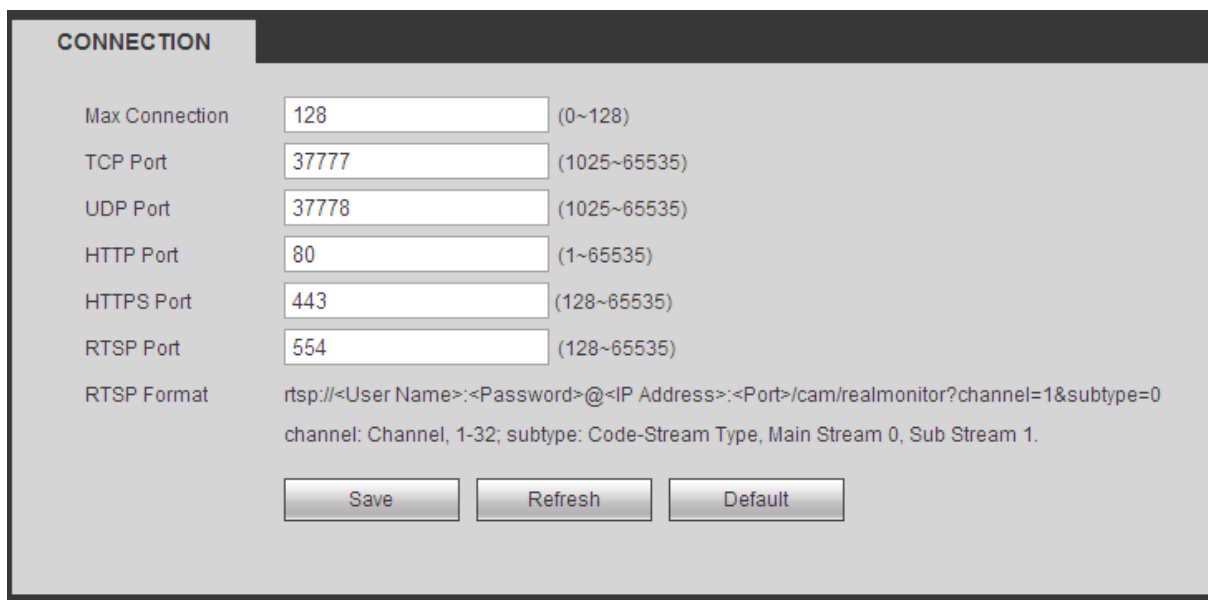 CONNECTION
Max Connection 128 (0~128)
TCP Port 37777 (1025~65535)
UDP Port 37778 (1025~65535)
HTTP Port 80 (1~65535)
HTTPS Port 443 (128~65535)
RTSP Port 554 (128~65535)
RTSP Format rtsp://<User Name>:<Password>@<IP Address>:<Port>/cam/realmonitor?channel=1&subtype=0
channel: Channel, 1-32; subtype: Code-Stream Type, Main Stream 0, Sub Stream 1.
Save Refresh Default